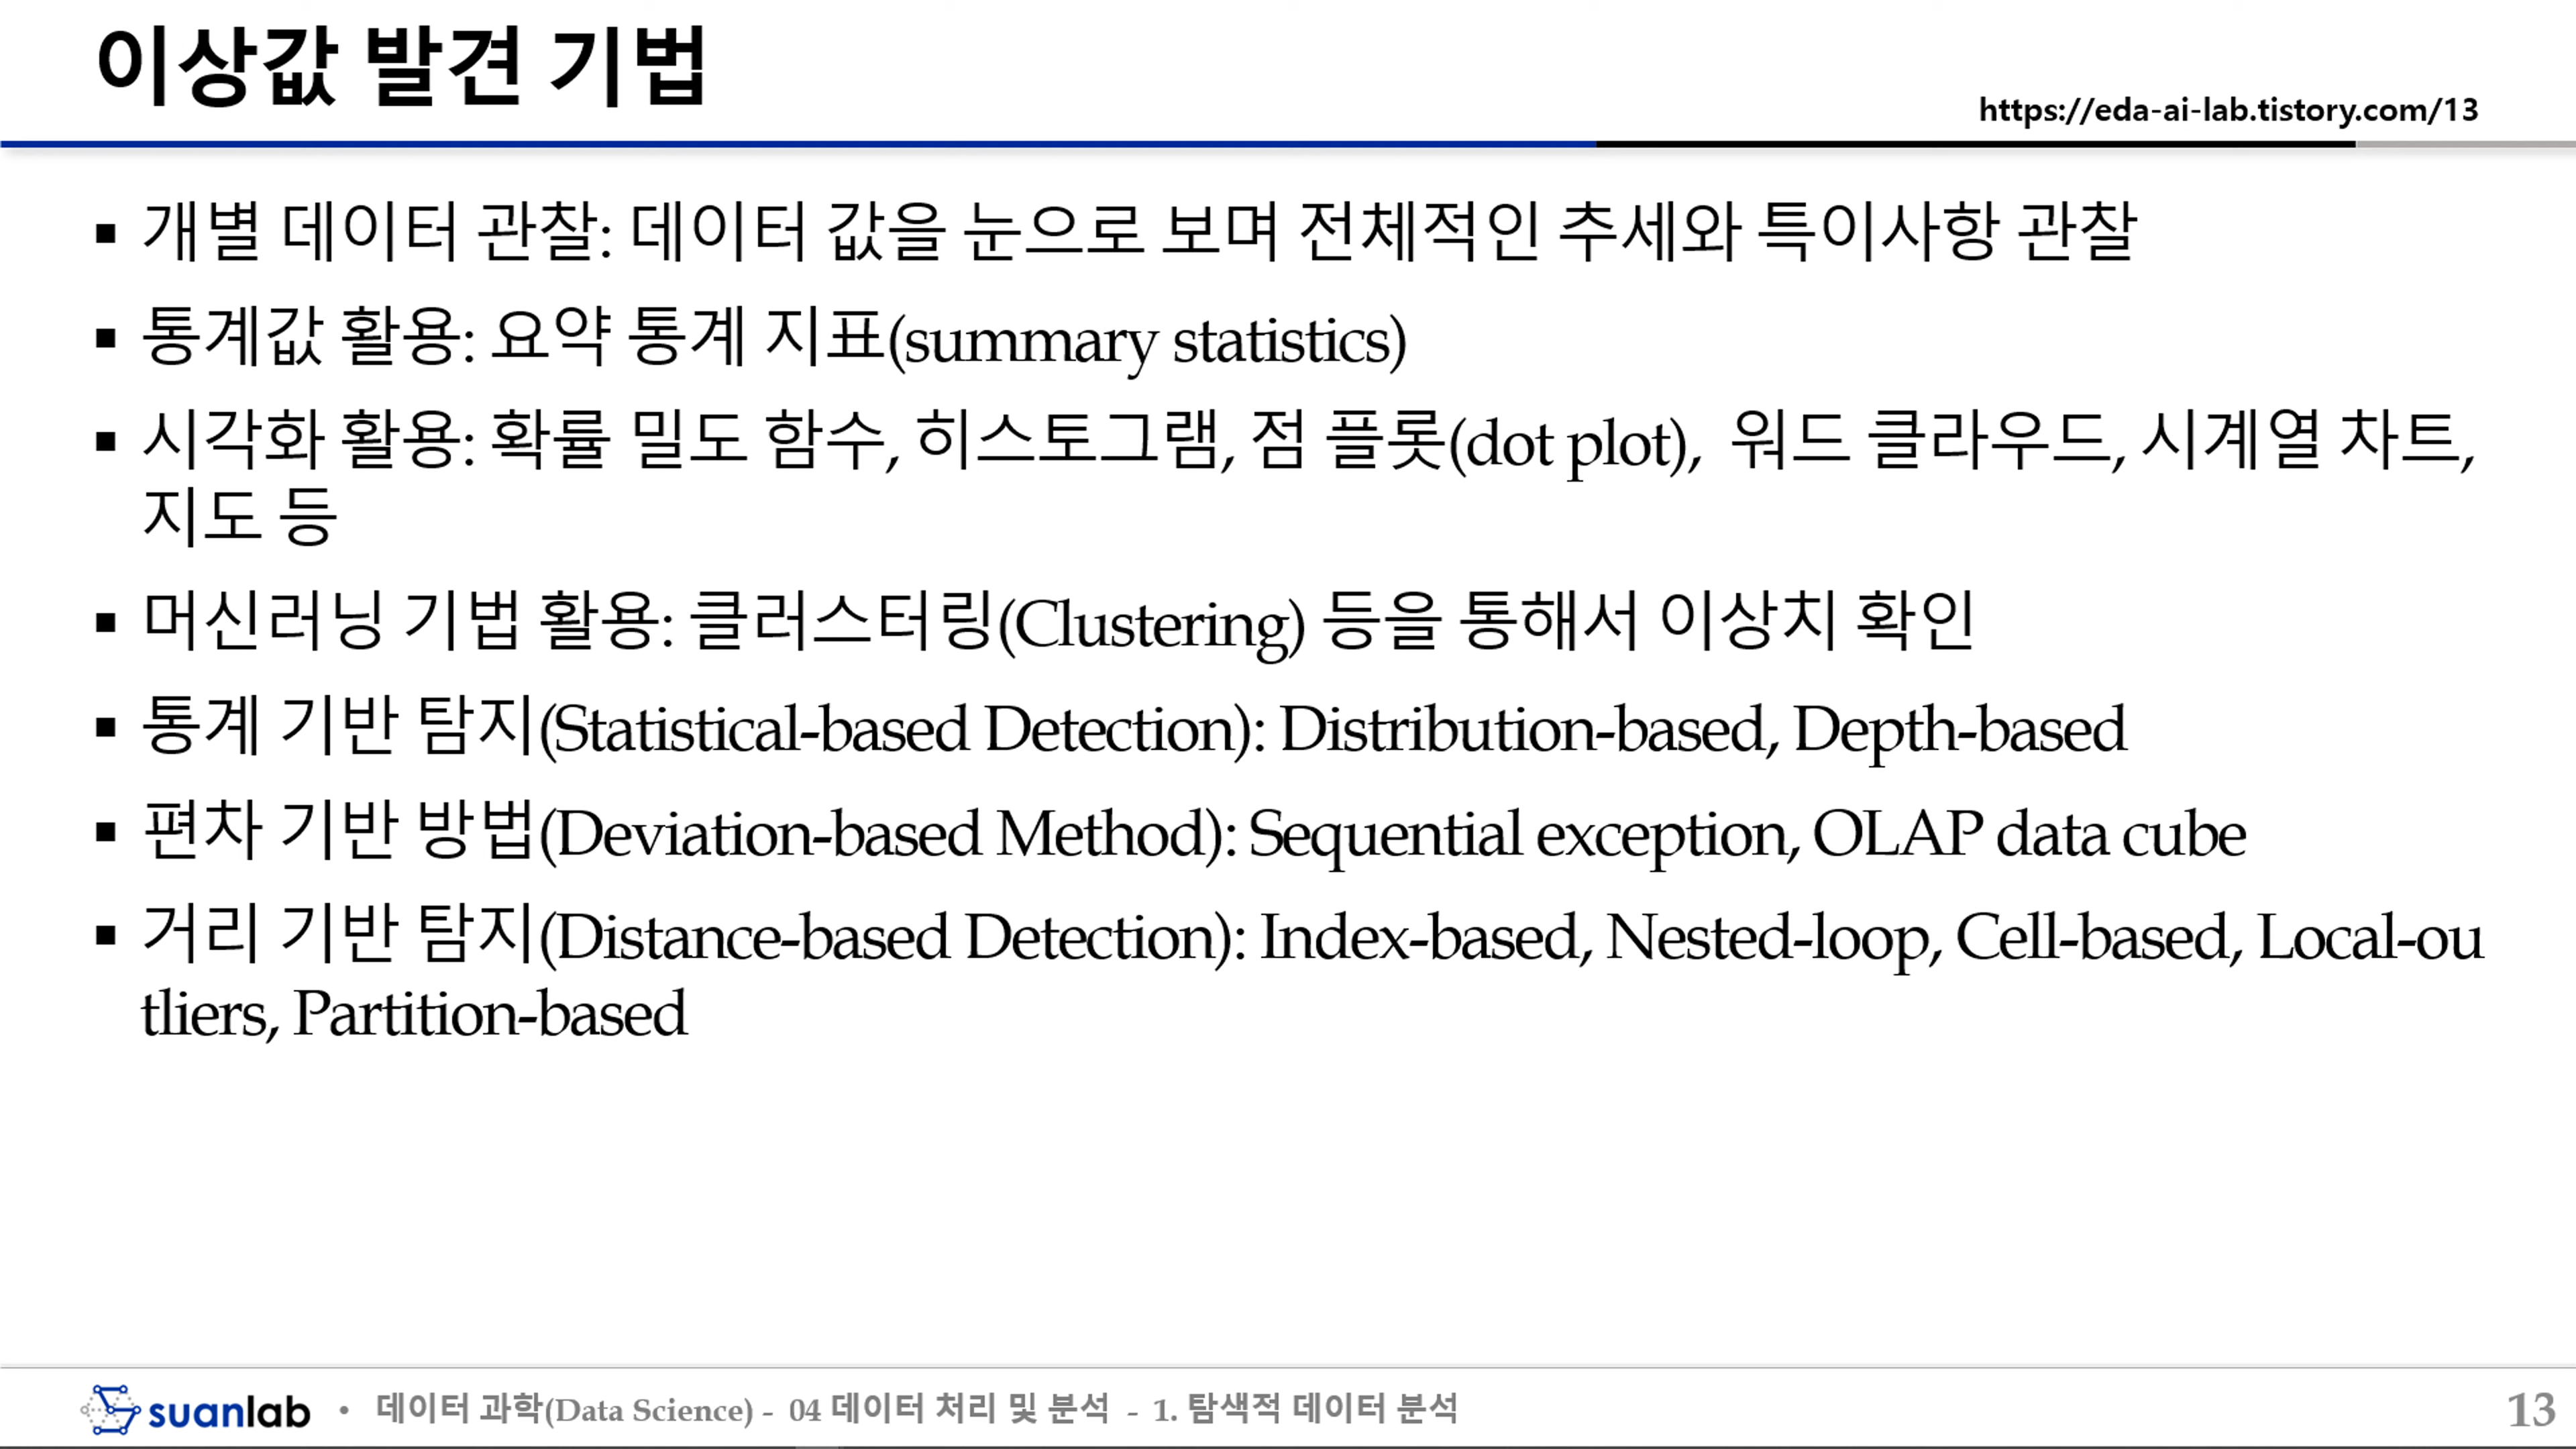 이상값 발견 기법
https://eda-ai-lab.tistory.com/13
▪ 개별 데이터 관찰: 데이터 값을 눈으로 보며 전체적인 추세와 특이사항 관찰
▪ 통계값 활용: 요약 통계 지표(summary statistics)
▪ 시각화 활용: 확률 밀도 함수, 히스토그램, 점 플롯(dot plot), 워드 클라우드, 시계열 차트,
지도 등
▪ 머신러닝 기법 활용: 클러스터링(Clustering) 등을 통해서 이상치 확인
▪ 통계 기반 탐지(Statistical-based Detection): Distribution-based, Depth-based
▪ 편차 기반 방법(Deviation-based Method): Sequential exception, OLAP data cube
▪ 거리 기반 탐지(Distance-based Detection): Index-based, Nested-loop, Cell-based, Local-ou
tliers, Partition-based
suanlab • 데이터 과학(Data Science) - 04 데이터 처리 및 분석 - 1. 탐색적 데이터 분석
13